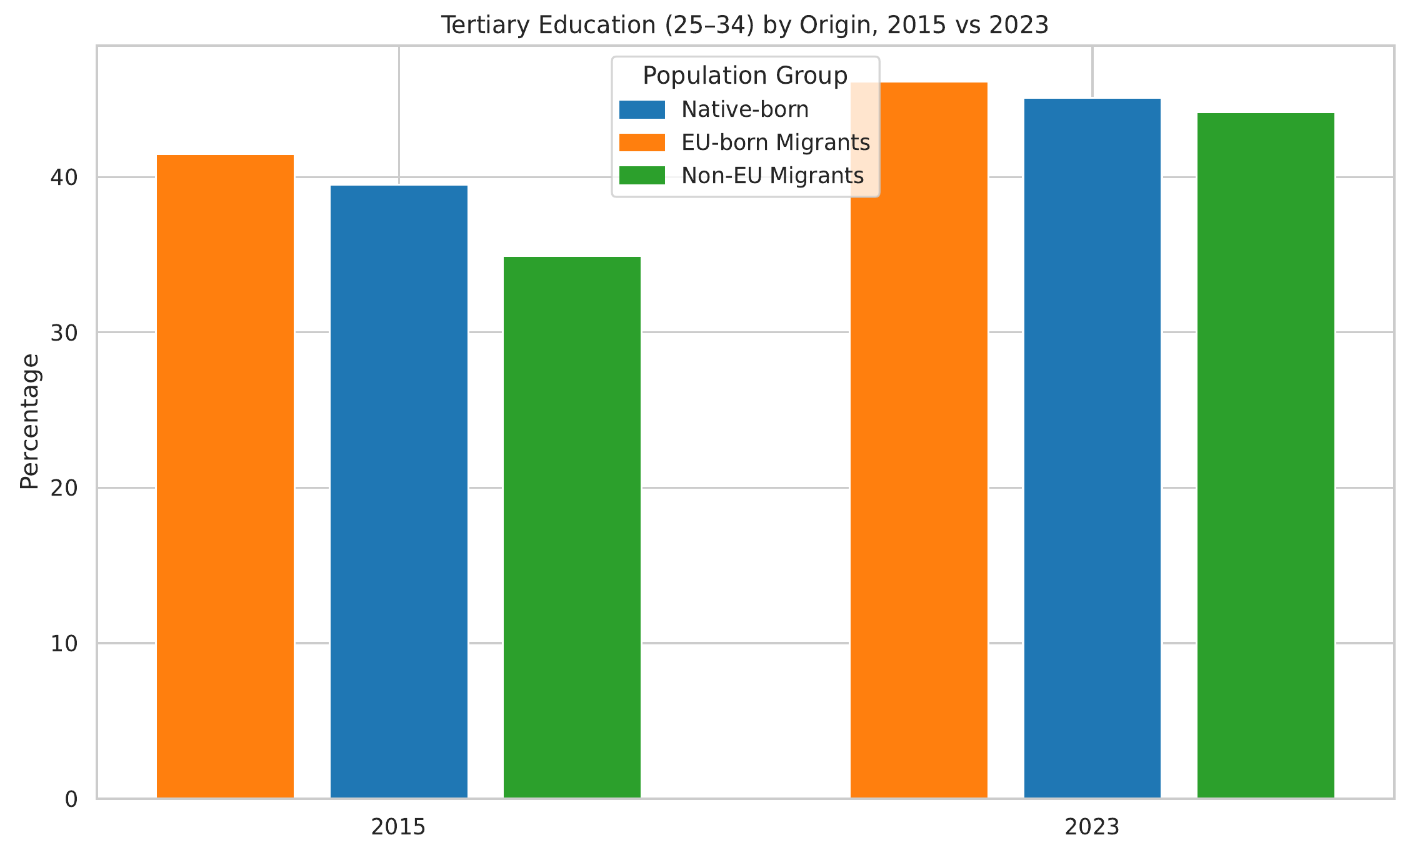 Tertiary Education (25–34) by Origin, 2015 vs 2023
Population Group
Native-born
EU-born Migrants
Non-EU Migrants
Percentage
40
30
20
10
0
2015
2023